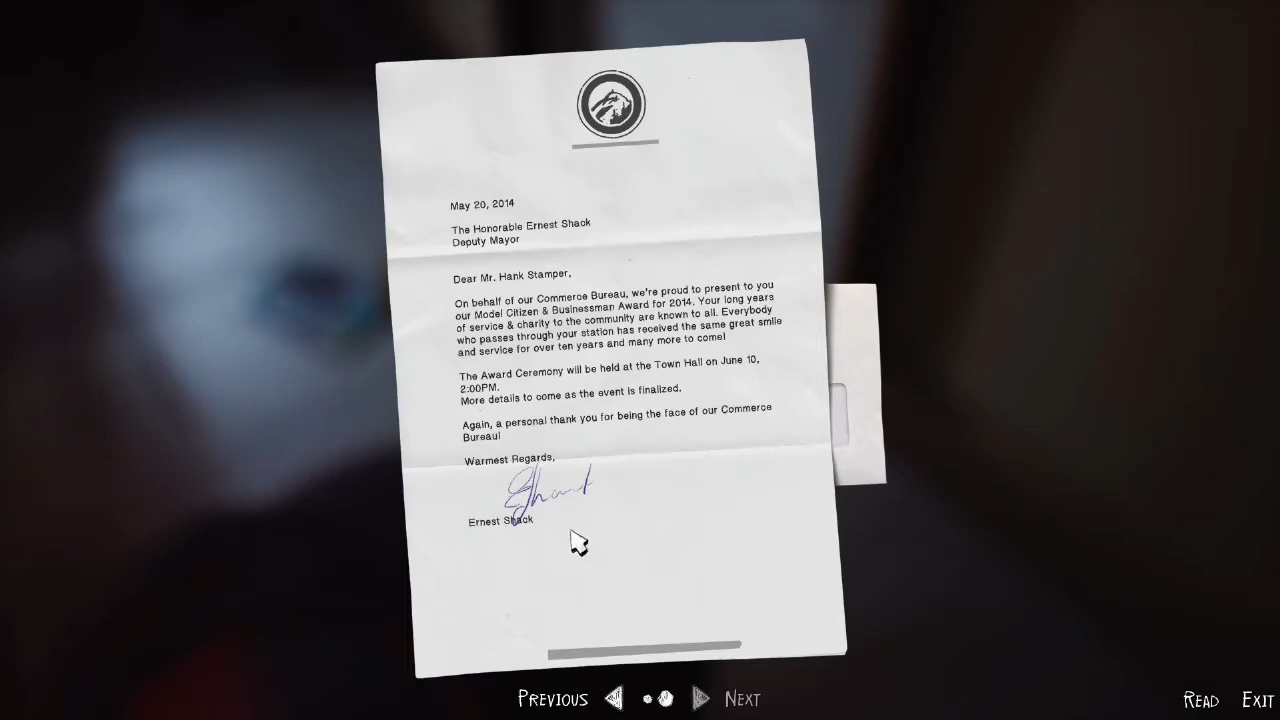 May 20, 2014
The Honorable Ernest Shack
Deputy Mayor
Dear Mr. Hank Stamper,
On behalf of our Commerce Bureau, we're proud to present to you
our Model Citizen & Businessman Award for 2014. Your long years
of service & charity to the community are known to all. Everybody
who passes through your station has received the same great smile
and service for over ten years and many more to come!
The Award Ceremony will be held at the Town Hall on June 10,
2:00PM.
More details to come as the event is finalized.
Again, a personal thank you for being the face of our Commerce
Bureau!
Warmest Regards,
Ernest Shack
PREVIOUS NEXT
READ EXIT